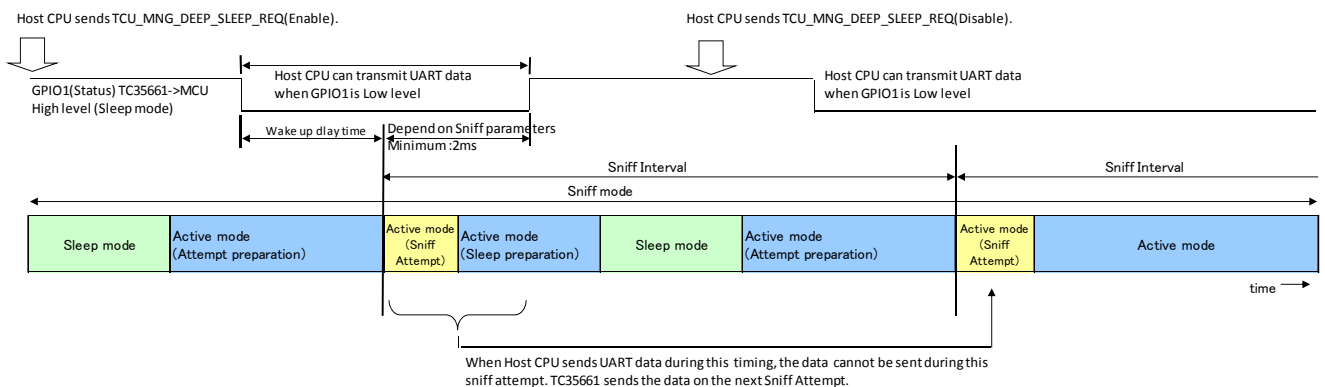 Host CPU sends TCU_MNG_DEEP_SLEEP_REQ(Enable).
Host CPU sends TCU_MNG_DEEP_SLEEP_REQ(Disable).
GPIO1(Status) TC35661->MCU
High level (Sleep mode)
Host CPU can transmit UART data
when GPIO1 is Low level
Host CPU can transmit UART data
when GPIO1 is Low level
Wake up dlay time
Depend on Sniff parameters
Minimum :2ms
Sniff Interval
Sniff Interval
Sniff mode
Sleep mode
Active mode
(Attempt preparation)
Active mode
(Sniff
Attempt)
Active mode
(Sleep preparation)
Sleep mode
Active mode
(Attempt preparation)
Active mode
(Sniff
Attempt)
Active mode
time
When Host CPU sends UART data during this timing, the data cannot be sent during this
sniff attempt. TC35661 sends the data on the next Sniff Attempt.